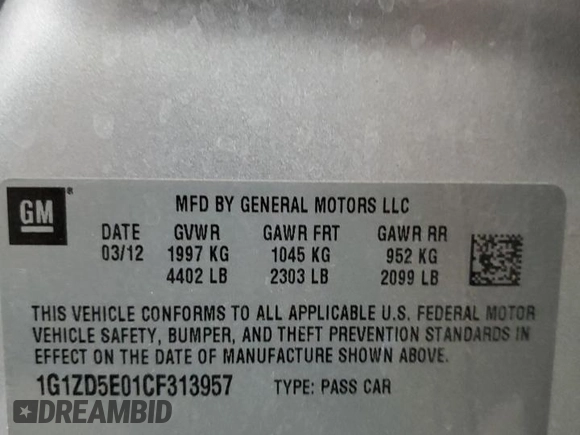 GM ®
MFD BY GENERAL MOTORS LLC
DATE GVWR GAWR FRT GAWR RR
03/12 1997 KG 1045 KG 952 KG
4402 LB 2303 LB 2099 LB
THIS VEHICLE CONFORMS TO ALL APPLICABLE U.S. FEDERAL MOTOR
VEHICLE SAFETY, BUMPER, AND THEFT PREVENTION STANDARDS IN
EFFECT ON THE DATE OF MANUFACTURE SHOWN ABOVE.
1G1ZD5E01CF313957 TYPE: PASS CAR
DREAMBID